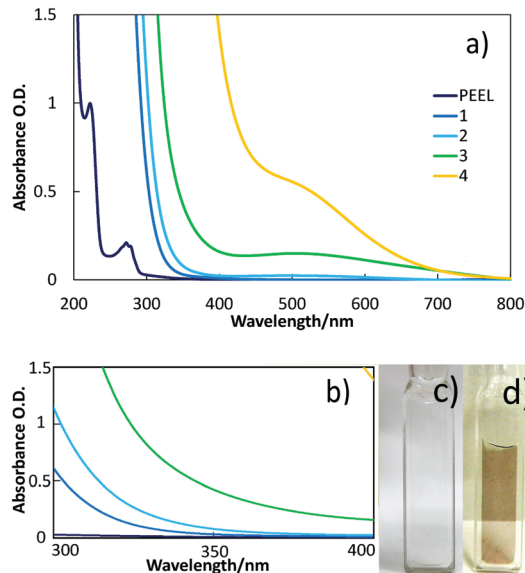 a)
1.5
1
0.5
0
Absorbance O.D.
200 300 400 500 600 700 800
Wavelength/nm
PEEL
1
2
3
4
b)
1.5
1
0.5
0
Absorbance O.D.
300 350 400
Wavelength/nm
c)
d)